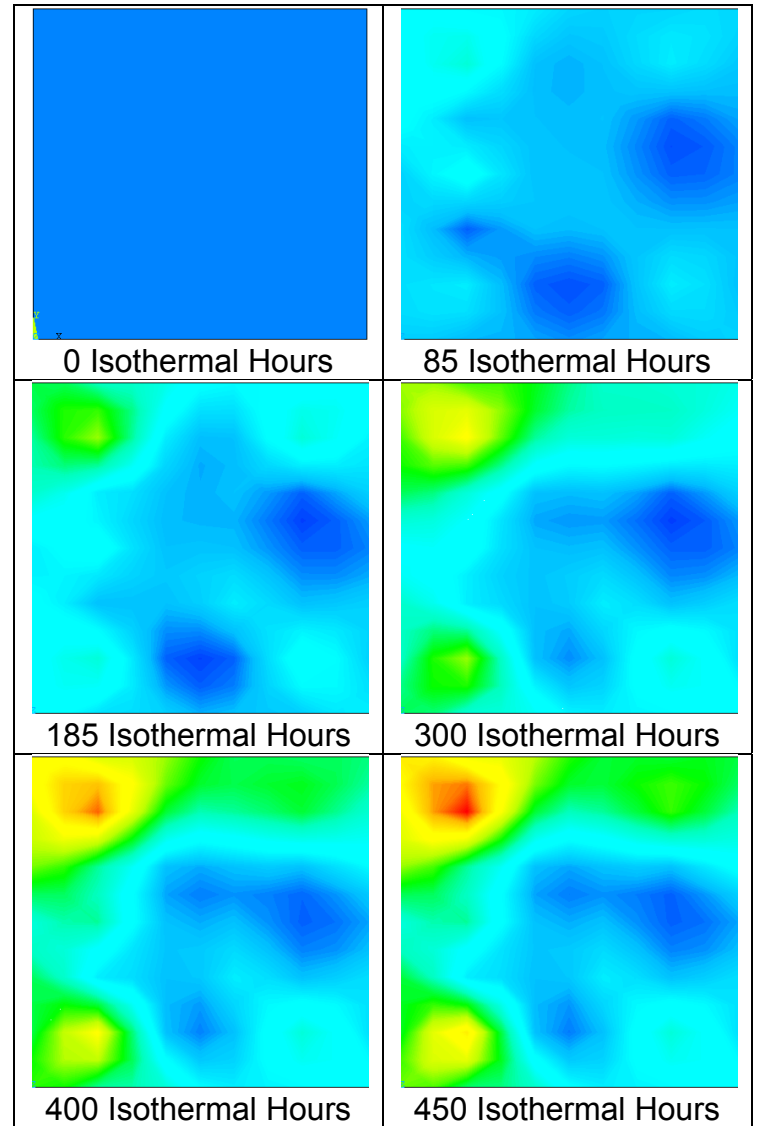 Y
X
0 Isothermal Hours
85 Isothermal Hours
185 Isothermal Hours
300 Isothermal Hours
400 Isothermal Hours
450 Isothermal Hours